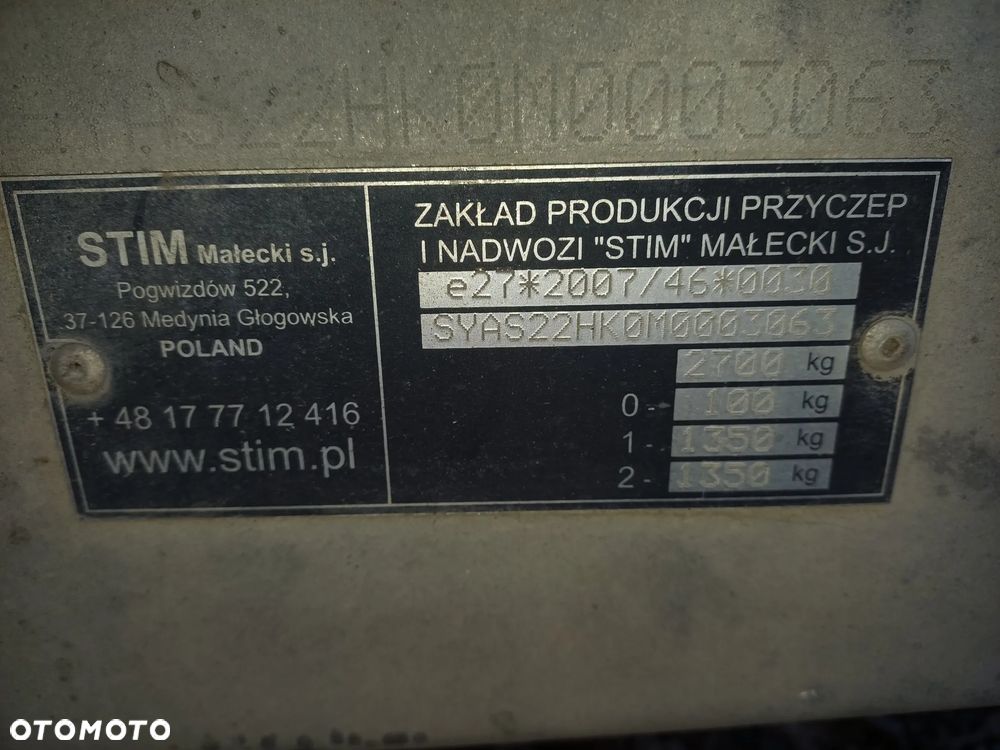 SYAS22HK0M0003063
STIM Małecki s.j.
Pogwizdów 522,
37-126 Medynia Głogowska
POLAND
+ 48 17 77 12 416
www.stim.pl
ZAKŁAD PRODUKCJI PRZYCZEP
I NADWOZI "STIM" MAŁECKI S.J.
e27*2007/46*0030
SYAS22HK0M0003063
2700 kg
0 - 100 kg
1 - 1350 kg
2 - 1350 kg
OTOMOTO